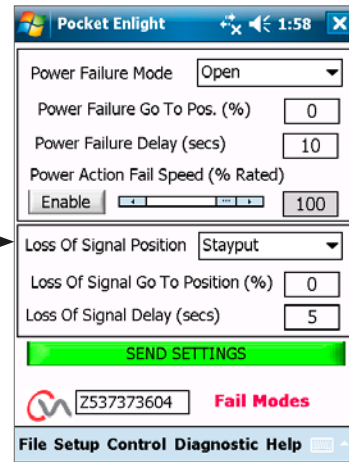 Pocket Enlight 1:58
Power Failure Mode Open
Power Failure Go To Pos. (%) 0
Power Failure Delay (secs) 10
Power Action Fail Speed (% Rated)
Enable 100
Loss Of Signal Position Stayput
Loss Of Signal Go To Position (%) 0
Loss Of Signal Delay (secs) 5
SEND SETTINGS
Z537373604 Fail Modes
File Setup Control Diagnostic Help